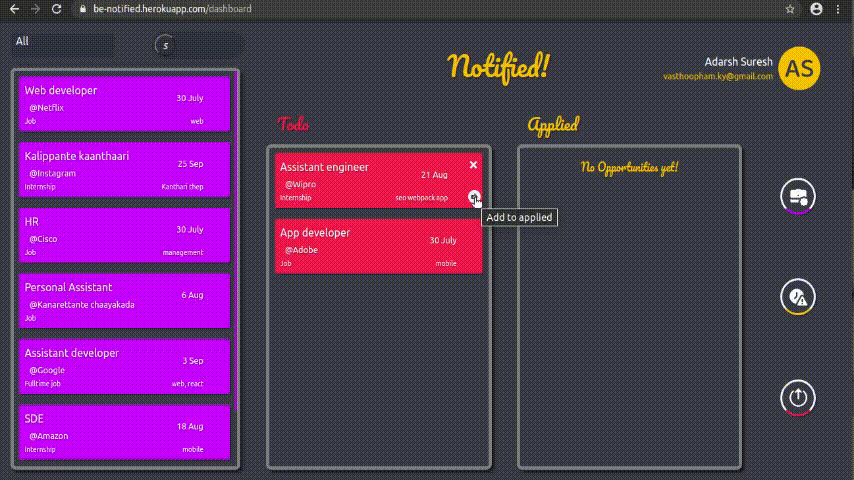 be-notified.herokuapp.com/dashboard
All
s
Notified!
Adarsh Suresh
vasthoopham.ky@gmail.com
AS
Web developer
30 July
@Netflix
Job
web
Kalippante kaanthaari
25 Sep
@Instagram
Internship
Kanthari chep
HR
30 July
@Cisco
Job
management
Personal Assistant
6 Aug
@Kanarettante chaayakada
Job
Assistant developer
3 Sep
@Google
Fulltime job
web, react
SDE
18 Aug
@Amazon
Internship
mobile
Todo
Assistant engineer
21 Aug
@Wipro
Internship
seo webpack app
Add to applied
App developer
30 July
@Adobe
Job
mobile
Applied
No Opportunities yet!